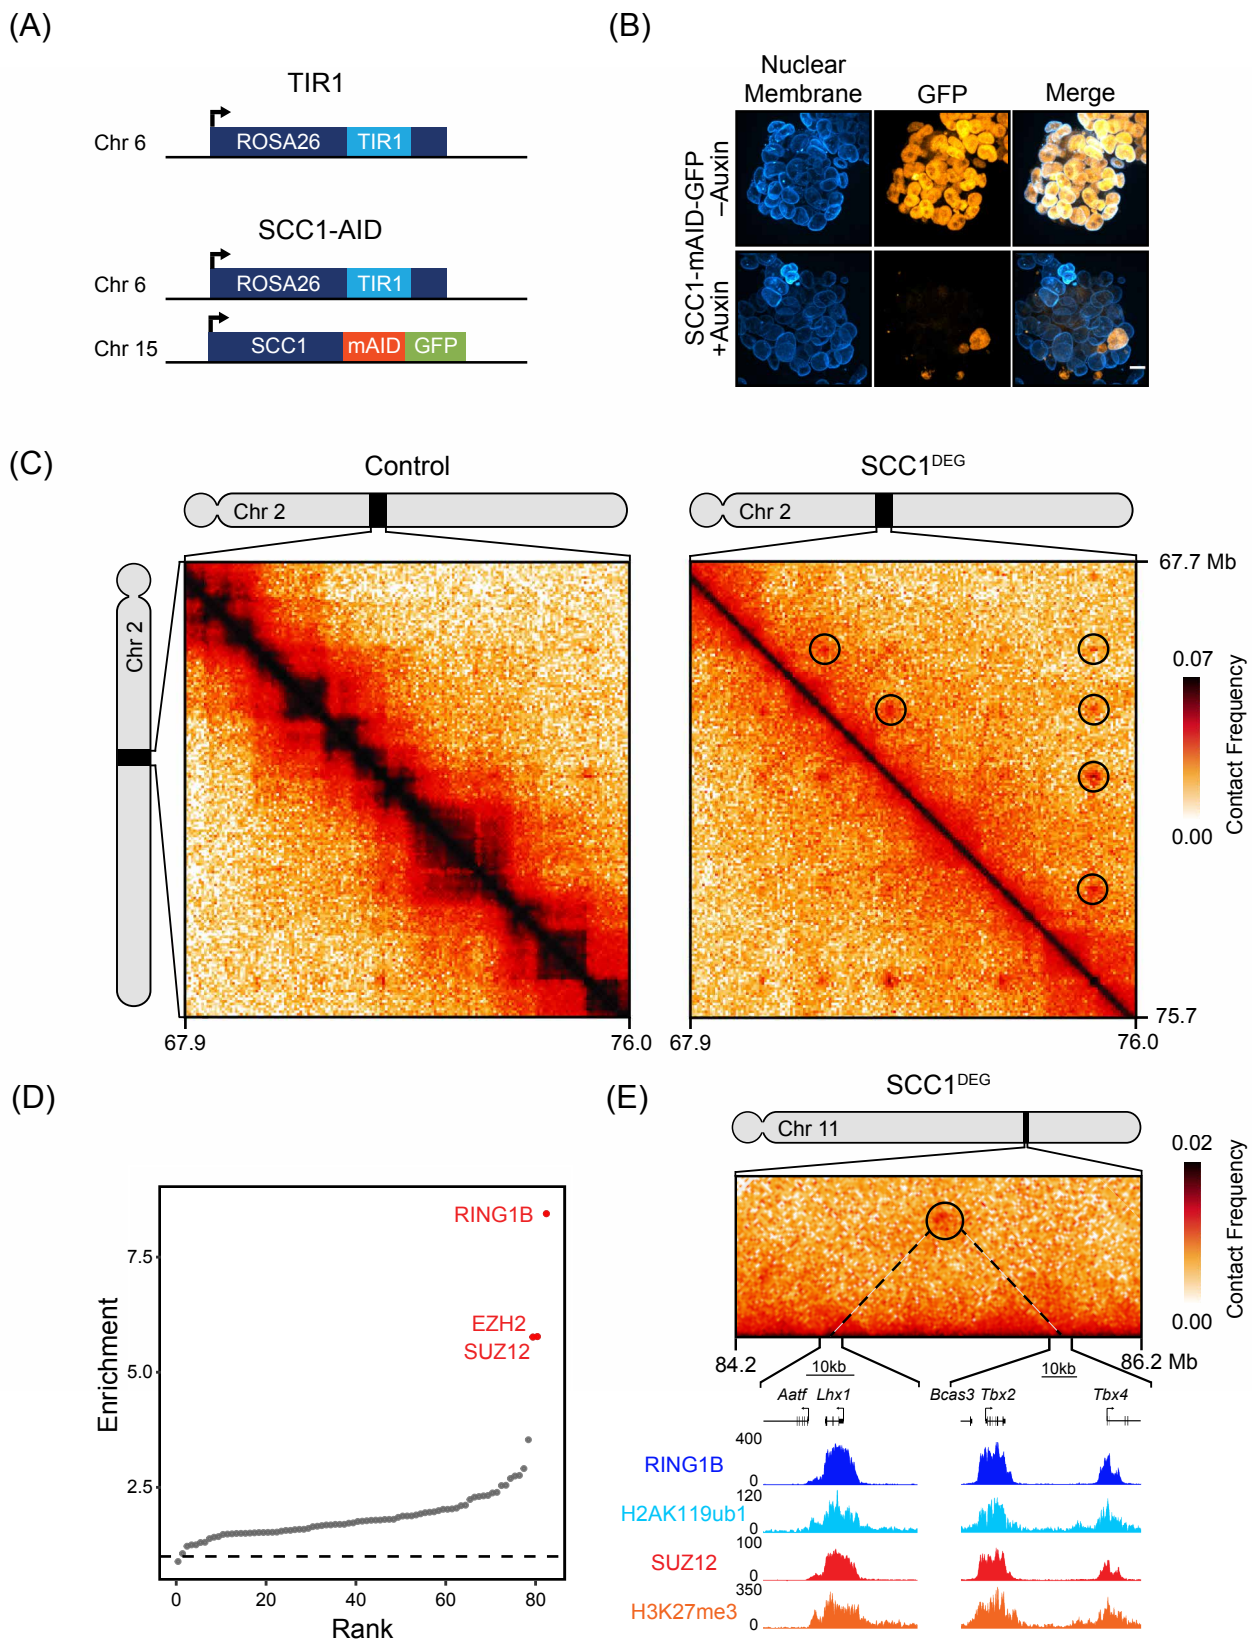 (A)
TIR1
Chr 6
ROSA26
TIR1
SCC1-AID
Chr 6
ROSA26
TIR1
Chr 15
SCC1
mAID
GFP
(B)
Nuclear
Membrane
GFP
Merge
SCC1-mAID-GFP
–Auxin
+Auxin
(C)
Control
Chr 2
Chr 2
67.9
76.0
SCC1DEG
Chr 2
67.7 Mb
75.7
67.9
76.0
0.07
0.00
Contact Frequency
(D)
RING1B
EZH2
SUZ12
7.5
5.0
2.5
Enrichment
0
20
40
60
80
Rank
(E)
SCC1DEG
Chr 11
0.02
0.00
Contact Frequency
84.2
86.2 Mb
10kb
10kb
Aatf
Lhx1
Bcas3
Tbx2
Tbx4
RING1B
400
0
H2AK119ub1
120
0
SUZ12
100
0
H3K27me3
350
0